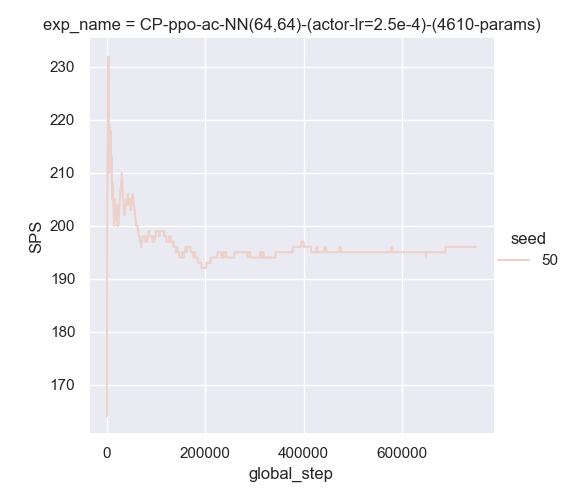 exp_name = CP-ppo-ac-NN(64,64)-(actor-lr=2.5e-4)-(4610-params)
230
220
210
200
190
180
170
SPS
seed
50
0 200000 400000 600000
global_step